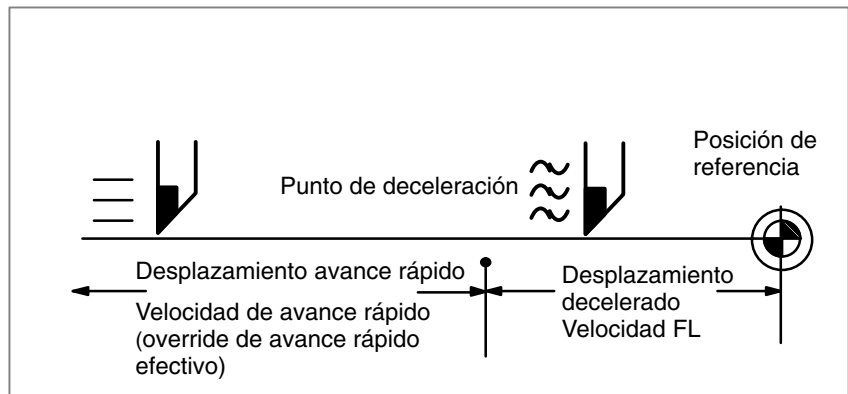 Posición de
referencia
Punto de deceleración
Desplazamiento avance rápido
Velocidad de avance rápido
(override de avance rápido
efectivo)
Desplazamiento
decelerado
Velocidad FL